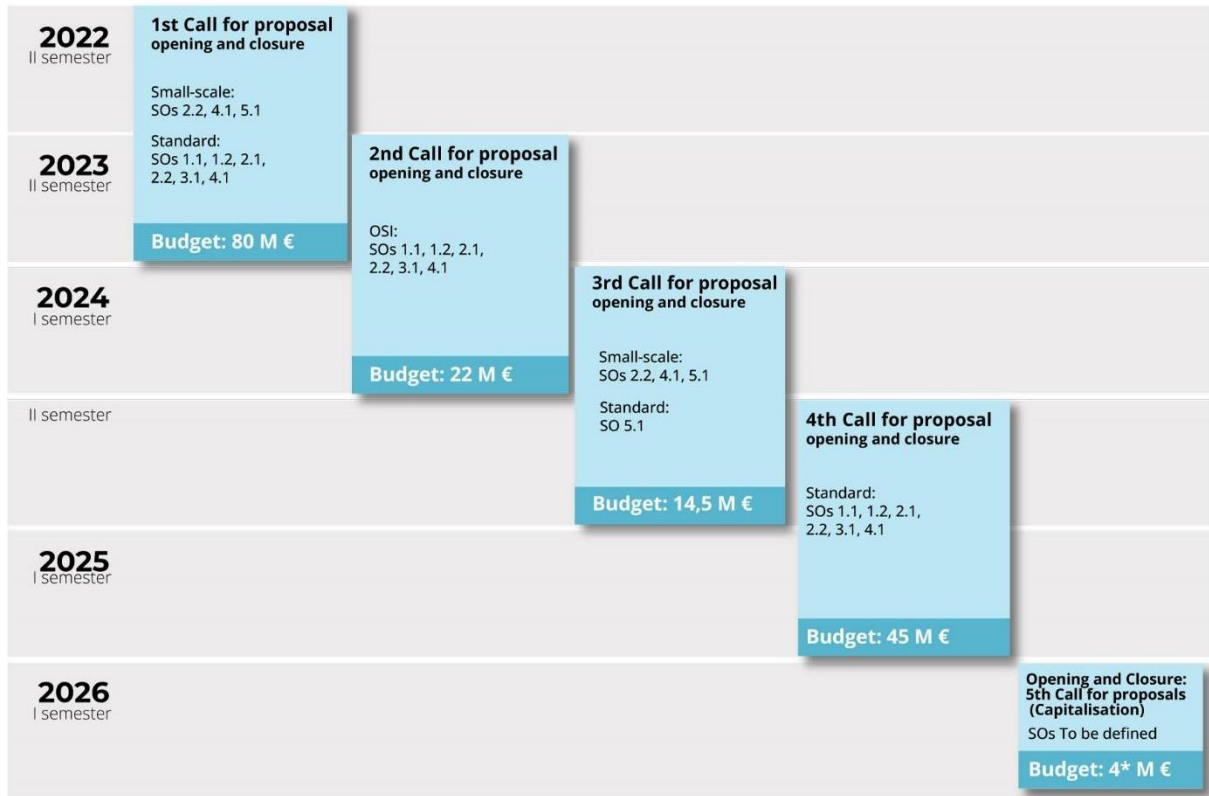 2022
II semester
1st Call for proposal
opening and closure
Small-scale:
SOs 2.2, 4.1, 5.1
Standard:
SOs 1.1, 1.2, 2.1,
2.2, 3.1, 4.1
Budget: 80 M €
2023
II semester
2nd Call for proposal
opening and closure
OSI:
SOs 1.1, 1.2, 2.1,
2.2, 3.1, 4.1
Budget: 22 M €
2024
I semester
3rd Call for proposal
opening and closure
Small-scale:
SOs 2.2, 4.1, 5.1
Standard:
SO 5.1
Budget: 14,5 M €
II semester
4th Call for proposal
opening and closure
Standard:
SOs 1.1, 1.2, 2.1,
2.2, 3.1, 4.1
Budget: 45 M €
2025
I semester
2026
I semester
Opening and Closure:
5th Call for proposals
(Capitalisation)
SOs To be defined
Budget: 4* M €